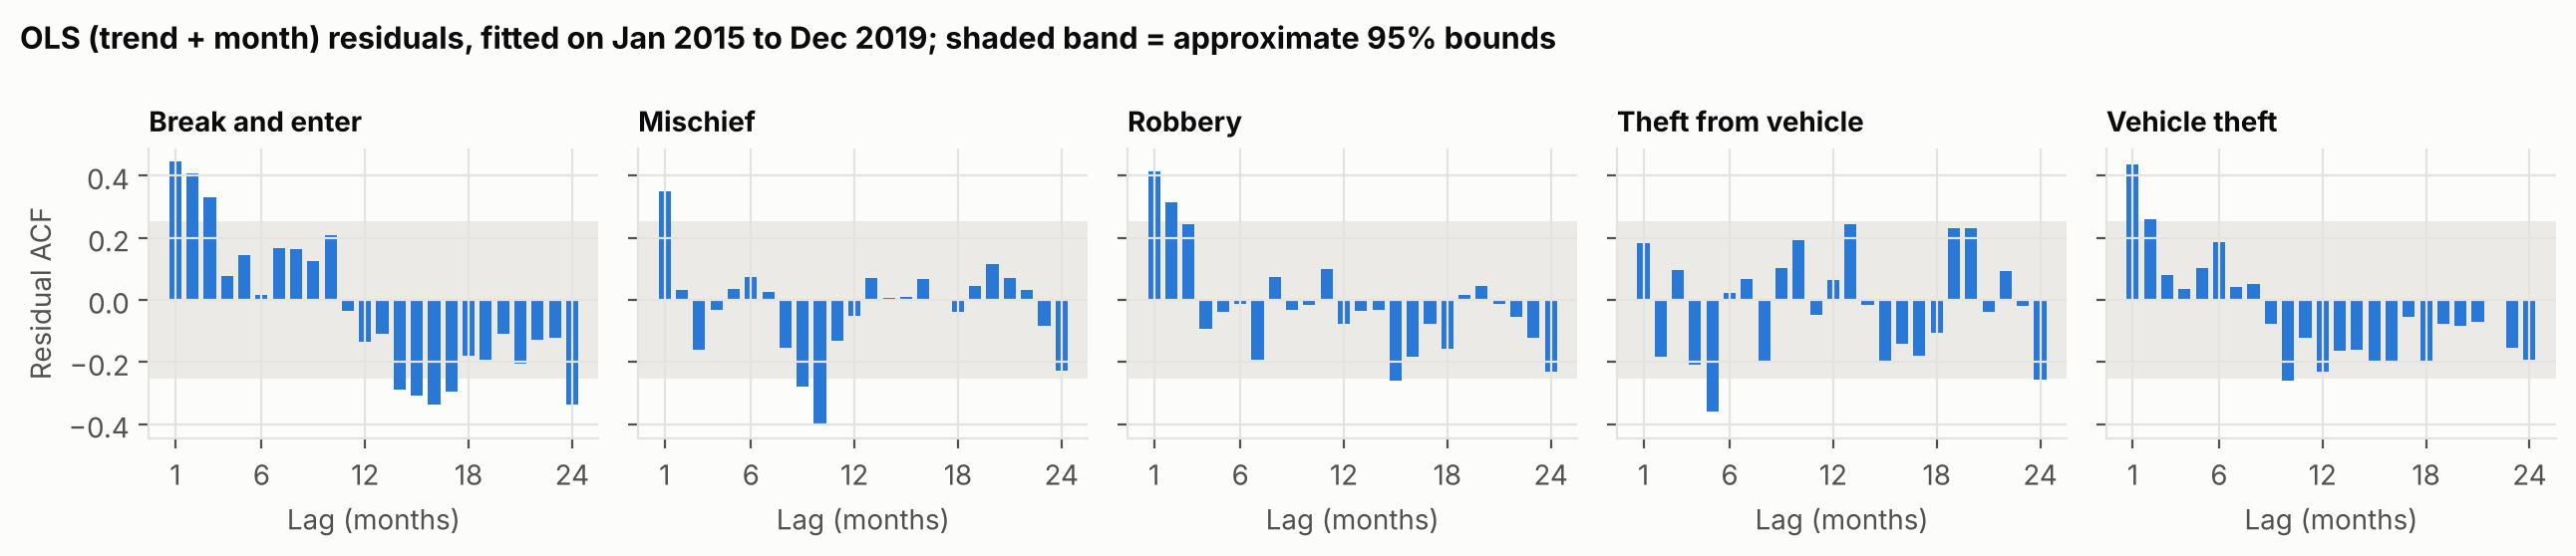 OLS (trend + month) residuals, fitted on Jan 2015 to Dec 2019; shaded band = approximate 95% bounds
Break and enter
Mischief
Robbery
Theft from vehicle
Vehicle theft
Residual ACF
0.4
0.2
0.0
−0.2
−0.4
1 6 12 18 24
1 6 12 18 24
1 6 12 18 24
1 6 12 18 24
1 6 12 18 24
Lag (months)
Lag (months)
Lag (months)
Lag (months)
Lag (months)